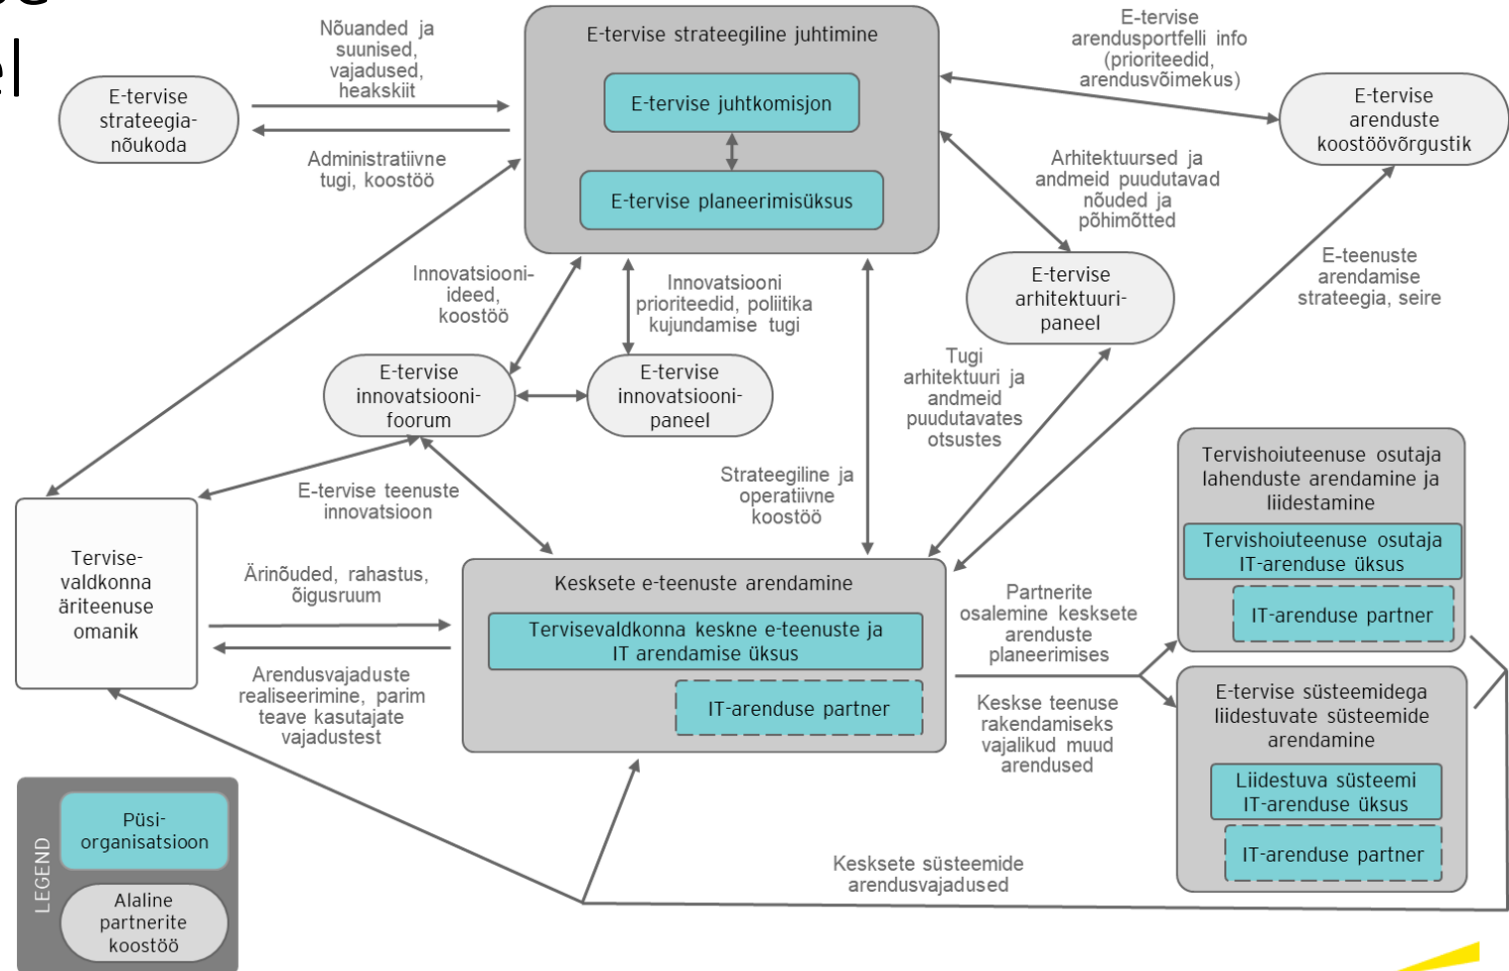 el
Nõuanded ja
suunised,
vajadused,
heakskiit
E-tervise
strateegia-
nõukoda
Administratiivne
tugi, koostöö
E-tervise strateegiline juhtimine
E-tervise juhtkomisjon
E-tervise planeerimisüksus
E-tervise
arendusportfelli info
(prioriteedid,
arendusvõimekus)
E-tervise
arenduste
koostöövõrgustik
Arhitektuursed ja
andmeid puudutavad
nõuded ja
põhimõtted
E-tervise
arhitektuuri-
paneel
E-teenuste
arendamise
strateegia, seire
Innovatsiooni-
ideed,
koostöö
Innovatsiooni
prioriteedid, poliitika
kujundamise tugi
E-tervise
innovatsiooni-
foorum
E-tervise
innovatsiooni-
paneel
Tugi
arhitektuuri ja
andmeid
puudutavates
otsustes
E-tervise teenuste
innovatsioon
Strateegiline ja
operatiivne
koostöö
Tervise-
valdkonna
äriteenuse
omanik
Ärinõuded, rahastus,
õigusruum
Arendusvajaduste
realiseerimine, parim
teave kasutajate
vajadustest
Kesksete e-teenuste arendamine
Tervisevaldkonna keskne e-teenuste ja
IT arendamise üksus
IT-arenduse partner
Partnerite
osalemine kesksete
arenduste
planeerimises
Keskse teenuse
rakendamiseks
vajalikud muud
arendused
Tervishoiuteenuse osutaja
lahenduste arendamine ja
liidestamine
Tervishoiuteenuse osutaja
IT-arenduse üksus
IT-arenduse partner
E-tervise süsteemidega
liidestuvate süsteemide
arendamine
Liidestuva süsteemi
IT-arenduse üksus
IT-arenduse partner
Kesksete süsteemide
arendusvajadused
LEGEND
Püsi-
organisatsioon
Alaline
partnerite
koostöö